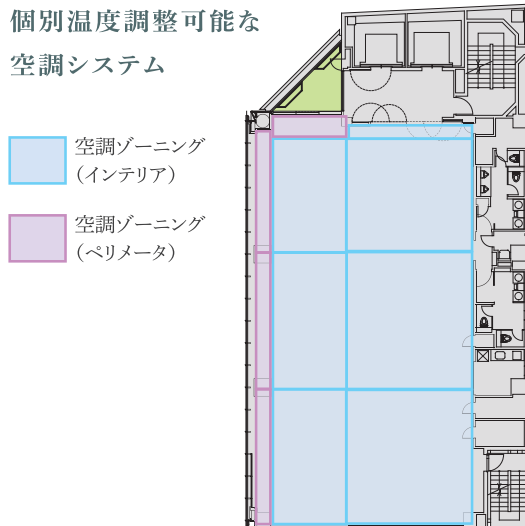 個別温度調整可能な
空調システム
空調ゾーニング
（インテリア）
空調ゾーニング
（ペリメータ）